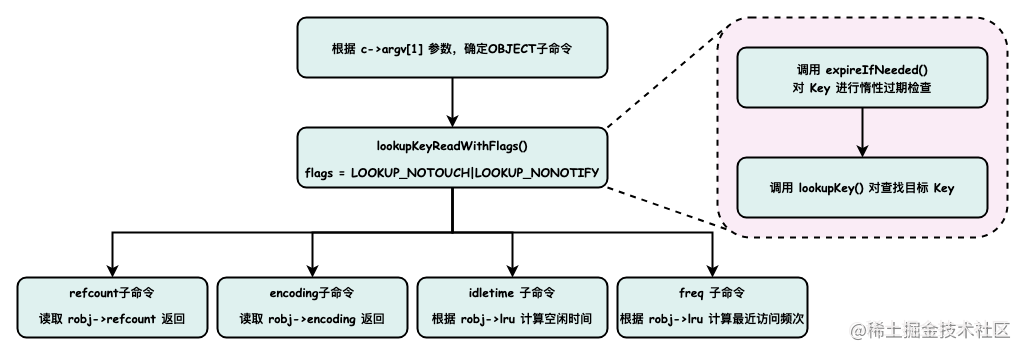 根据 c->argv[1] 参数，确定OBJECT子命令
lookupKeyReadWithFlags()
flags = LOOKUP_NOTOUCH|LOOKUP_NONOTIFY
调用 expireIfNeeded()
对 Key 进行惰性过期检查
调用 lookupKey() 对查找目标 Key
refcount子命令
读取 robj->refcount 返回
encoding子命令
读取 robj->encoding 返回
idletime 子命令
根据 robj->lru 计算空闲时间
freq 子命令
根据 robj->lru 计算最近访问频次
@稀土掘金技术社区